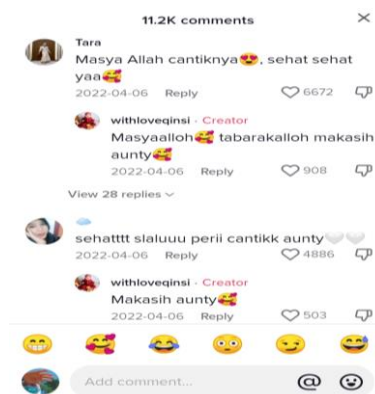 11.2K comments
Tara
Masya Allah cantiknya😍, sehat sehat
yaa🥰
2022-04-06 Reply 6672
withloveqinsi · Creator
Masyaalloh🥰 tabarakalloh makasih
aunty🥰
2022-04-06 Reply 908
View 28 replies
sehatttt slaluuu perii cantikk aunty🤍🤍
2022-04-06 Reply 4886
withloveqinsi · Creator
Makasih aunty🥰
2022-04-06 Reply 503
Add comment...